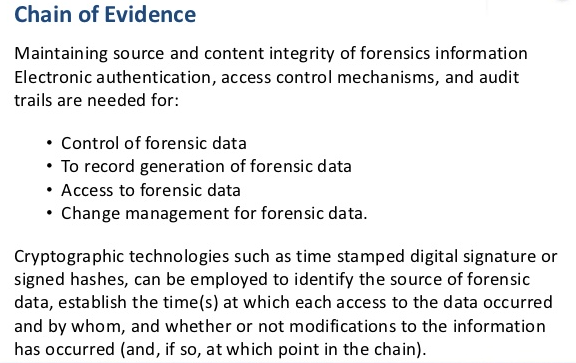 Chain of Evidence
Maintaining source and content integrity of forensics information
Electronic authentication, access control mechanisms, and audit
trails are needed for:
• Control of forensic data
• To record generation of forensic data
• Access to forensic data
• Change management for forensic data.
Cryptographic technologies such as time stamped digital signature or
signed hashes, can be employed to identify the source of forensic
data, establish the time(s) at which each access to the data occurred
and by whom, and whether or not modifications to the information
has occurred (and, if so, at which point in the chain).